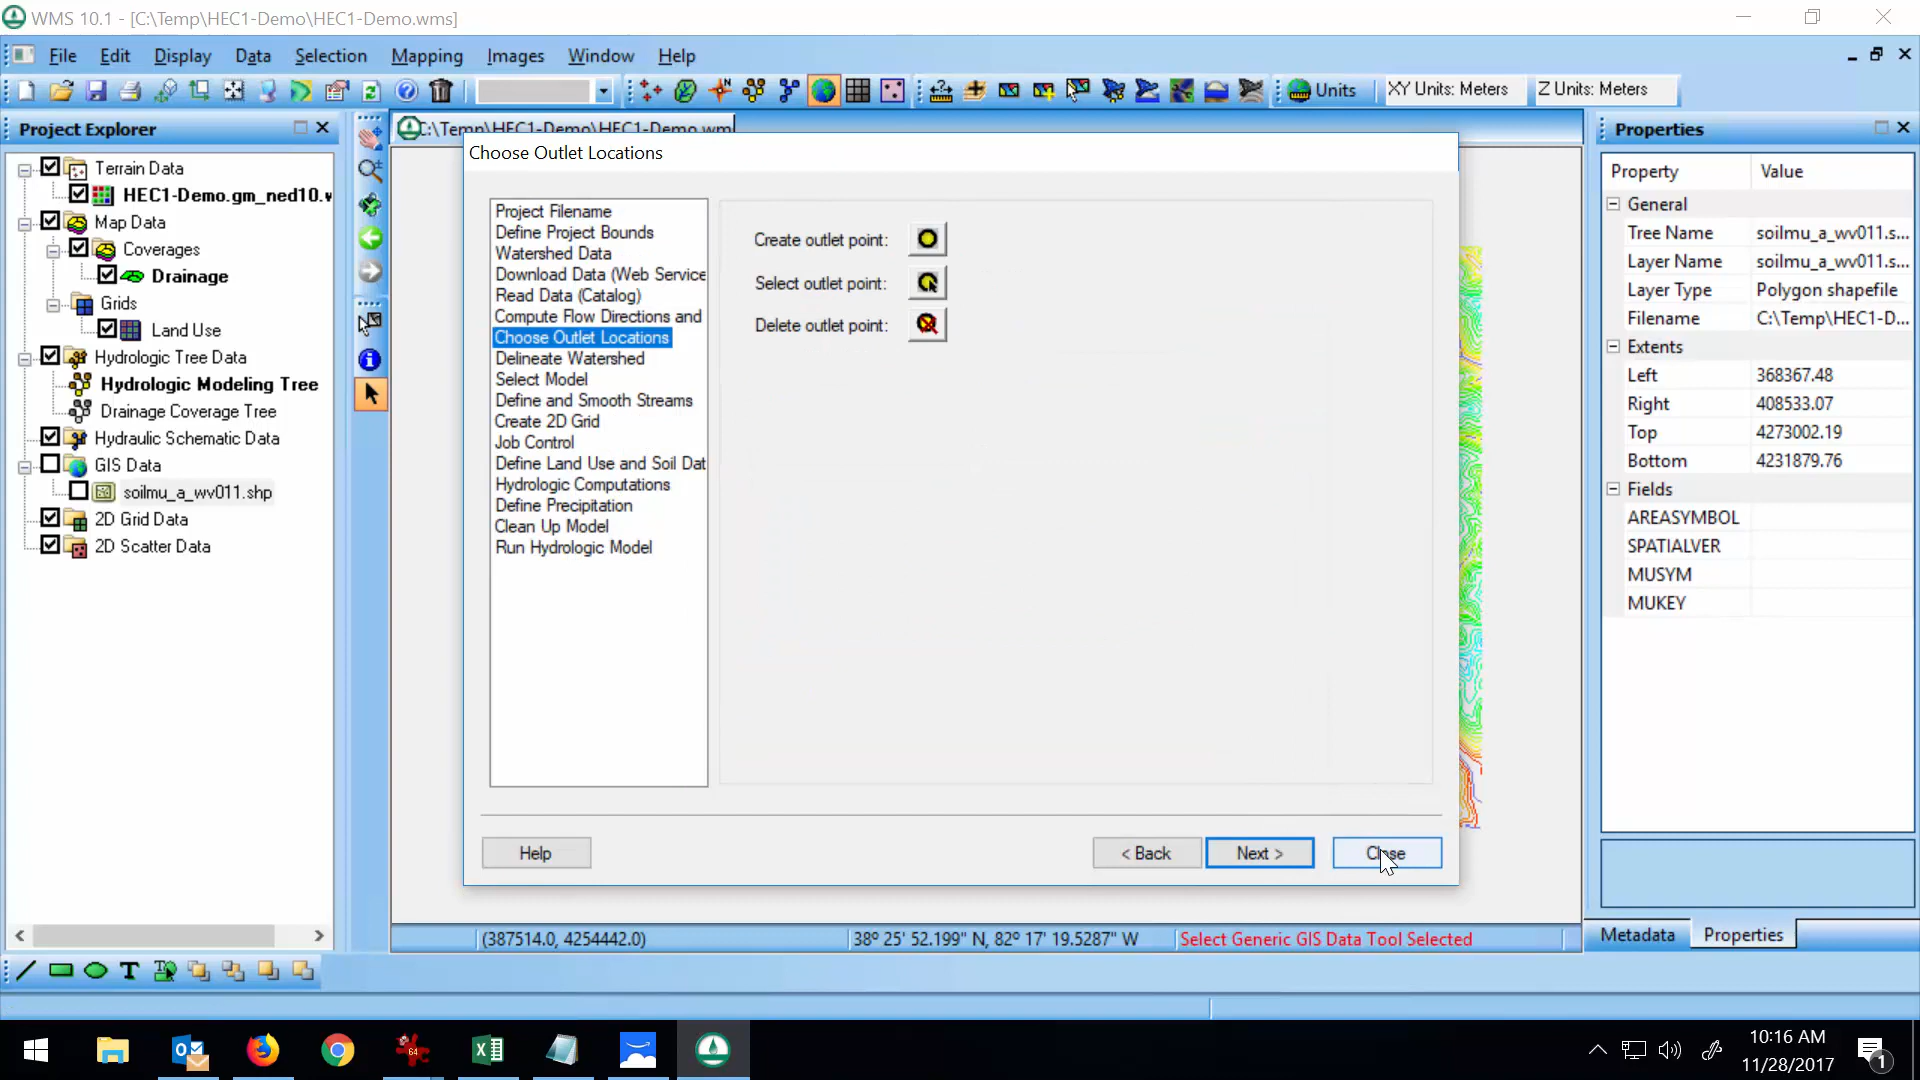 WMS 10.1 - [C:\Temp\HEC1-Demo\HEC1-Demo.wms]
File Edit Display Data Selection Mapping Images Window Help
Units XY Units: Meters Z Units: Meters
Project Explorer
C:\Temp\HEC1-Demo\HEC1-Demo.wm
Terrain Data
HEC1-Demo.gm_ned10.v
Map Data
Coverages
Drainage
Grids
Land Use
Hydrologic Tree Data
Hydrologic Modeling Tree
Drainage Coverage Tree
Hydraulic Schematic Data
GIS Data
soilmu_a_wv011.shp
2D Grid Data
2D Scatter Data
Choose Outlet Locations
Project Filename
Define Project Bounds
Watershed Data
Download Data (Web Service
Read Data (Catalog)
Compute Flow Directions and
Choose Outlet Locations
Delineate Watershed
Select Model
Define and Smooth Streams
Create 2D Grid
Job Control
Define Land Use and Soil Dat
Hydrologic Computations
Define Precipitation
Clean Up Model
Run Hydrologic Model
Create outlet point:
Select outlet point:
Delete outlet point:
Help
< Back
Next >
Close
Properties
Property Value
General
Tree Name soilmu_a_wv011.s...
Layer Name soilmu_a_wv011.s...
Layer Type Polygon shapefile
Filename C:\Temp\HEC1-D...
Extents
Left 368367.48
Right 408533.07
Top 4273002.19
Bottom 4231879.76
Fields
AREASYMBOL
SPATIALVER
MUSYM
MUKEY
Metadata Properties
(387514.0, 4254442.0) 38° 25' 52.199" N, 82° 17' 19.5287" W Select Generic GIS Data Tool Selected
64
10:16 AM
11/28/2017
1